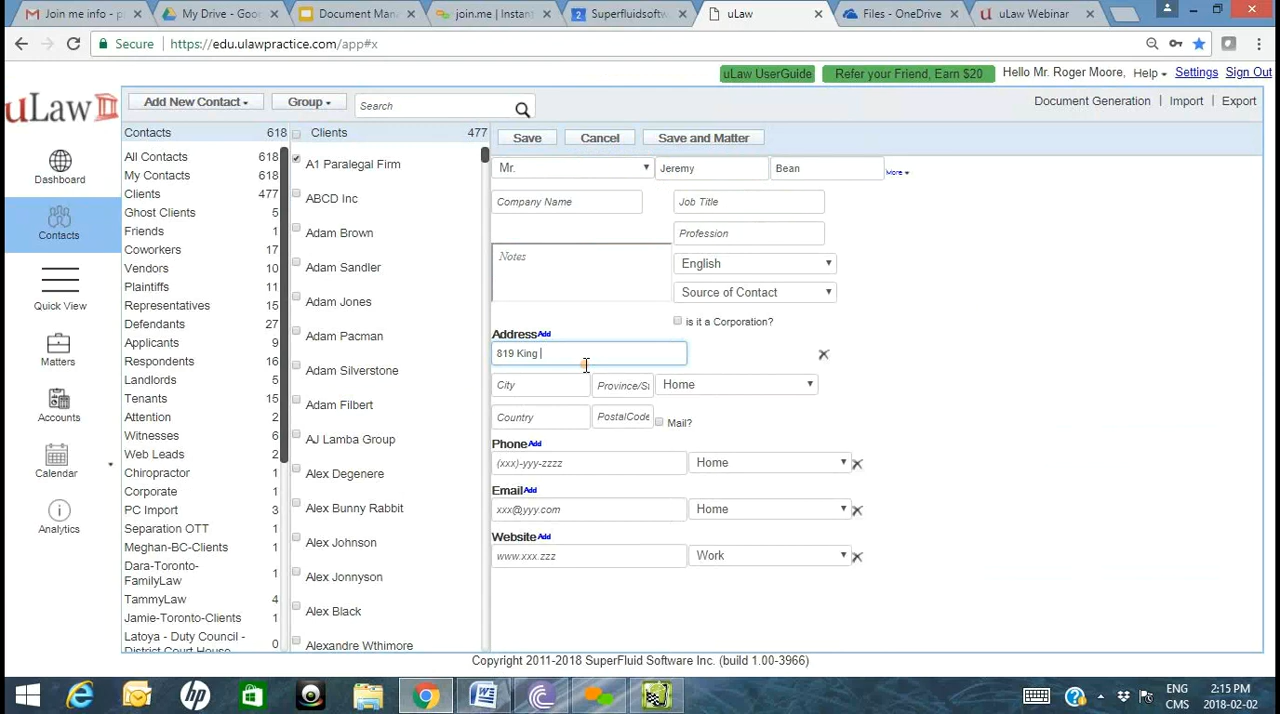 Join me info - p
My Drive - Goo
Document Man
join.me | Instant
Superfluidsoftw
uLaw
Files - OneDrive
uLaw Webinar
Secure https://edu.ulawpractice.com/app#x
uLaw UserGuide Refer your Friend, Earn $20 Hello Mr. Roger Moore, Help Settings Sign Out
uLaw
Add New Contact Group Search Document Generation Import Export
Dashboard
Contacts
Quick View
Matters
Accounts
Calendar
Analytics
Contacts 618
All Contacts 618
My Contacts 618
Clients 477
Ghost Clients 5
Friends 1
Coworkers 17
Vendors 10
Plaintiffs 11
Representatives 15
Defendants 27
Applicants 9
Respondents 16
Landlords 5
Tenants 15
Attention 2
Witnesses 6
Web Leads 2
Chiropractor 1
Corporate 1
PC Import 3
Separation OTT 1
Meghan-BC-Clients 1
Dara-Toronto-
FamilyLaw 1
TammyLaw 4
Jamie-Toronto-Clients 1
Latoya - Duty Council - 0
District Court House
Clients 477
A1 Paralegal Firm
ABCD Inc
Adam Brown
Adam Sandler
Adam Jones
Adam Pacman
Adam Silverstone
Adam Filbert
AJ Lamba Group
Alex Degenere
Alex Bunny Rabbit
Alex Johnson
Alex Jonnyson
Alex Black
Alexandre Wthimore
Save Cancel Save and Matter
Mr. Jeremy Bean More
Company Name Job Title
Profession
Notes
English
Source of Contact
is it a Corporation?
Address Add
819 King
City Province/St Home
Country PostalCode Mail?
Phone Add
(xxx)-yyy-zzzz Home
Email Add
xxx@yyy.com Home
Website Add
www.xxx.zzz Work
Copyright 2011-2018 SuperFluid Software Inc. (build 1.00-3966)
ENG 2:15 PM
CMS 2018-02-02